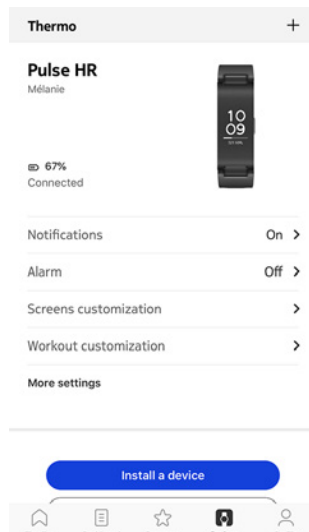 Thermo
Pulse HR
Mélanie
10
09
67%
Connected
Notifications On
Alarm Off
Screens customization
Workout customization
More settings
Install a device